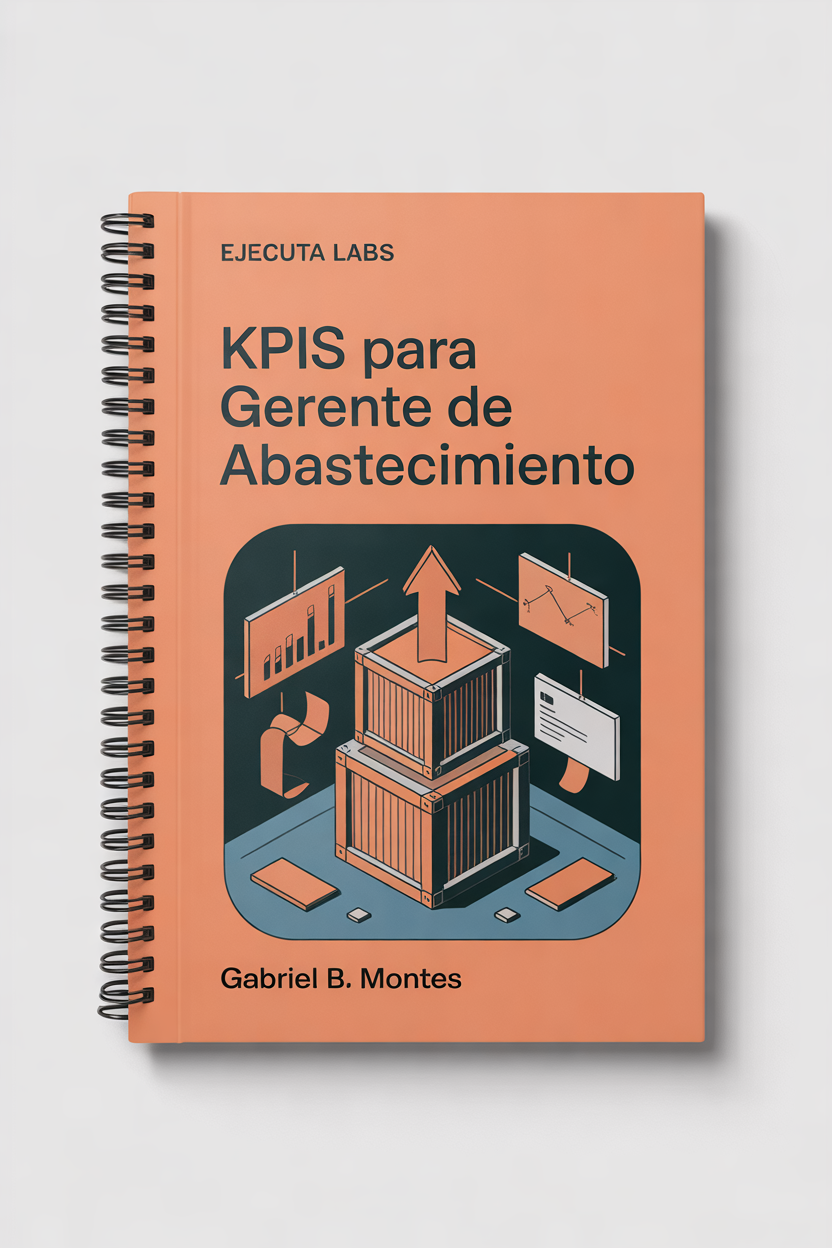 EJECUTA LABS
KPIS para
Gerente de
Abastecimiento
Gabriel B. Montes